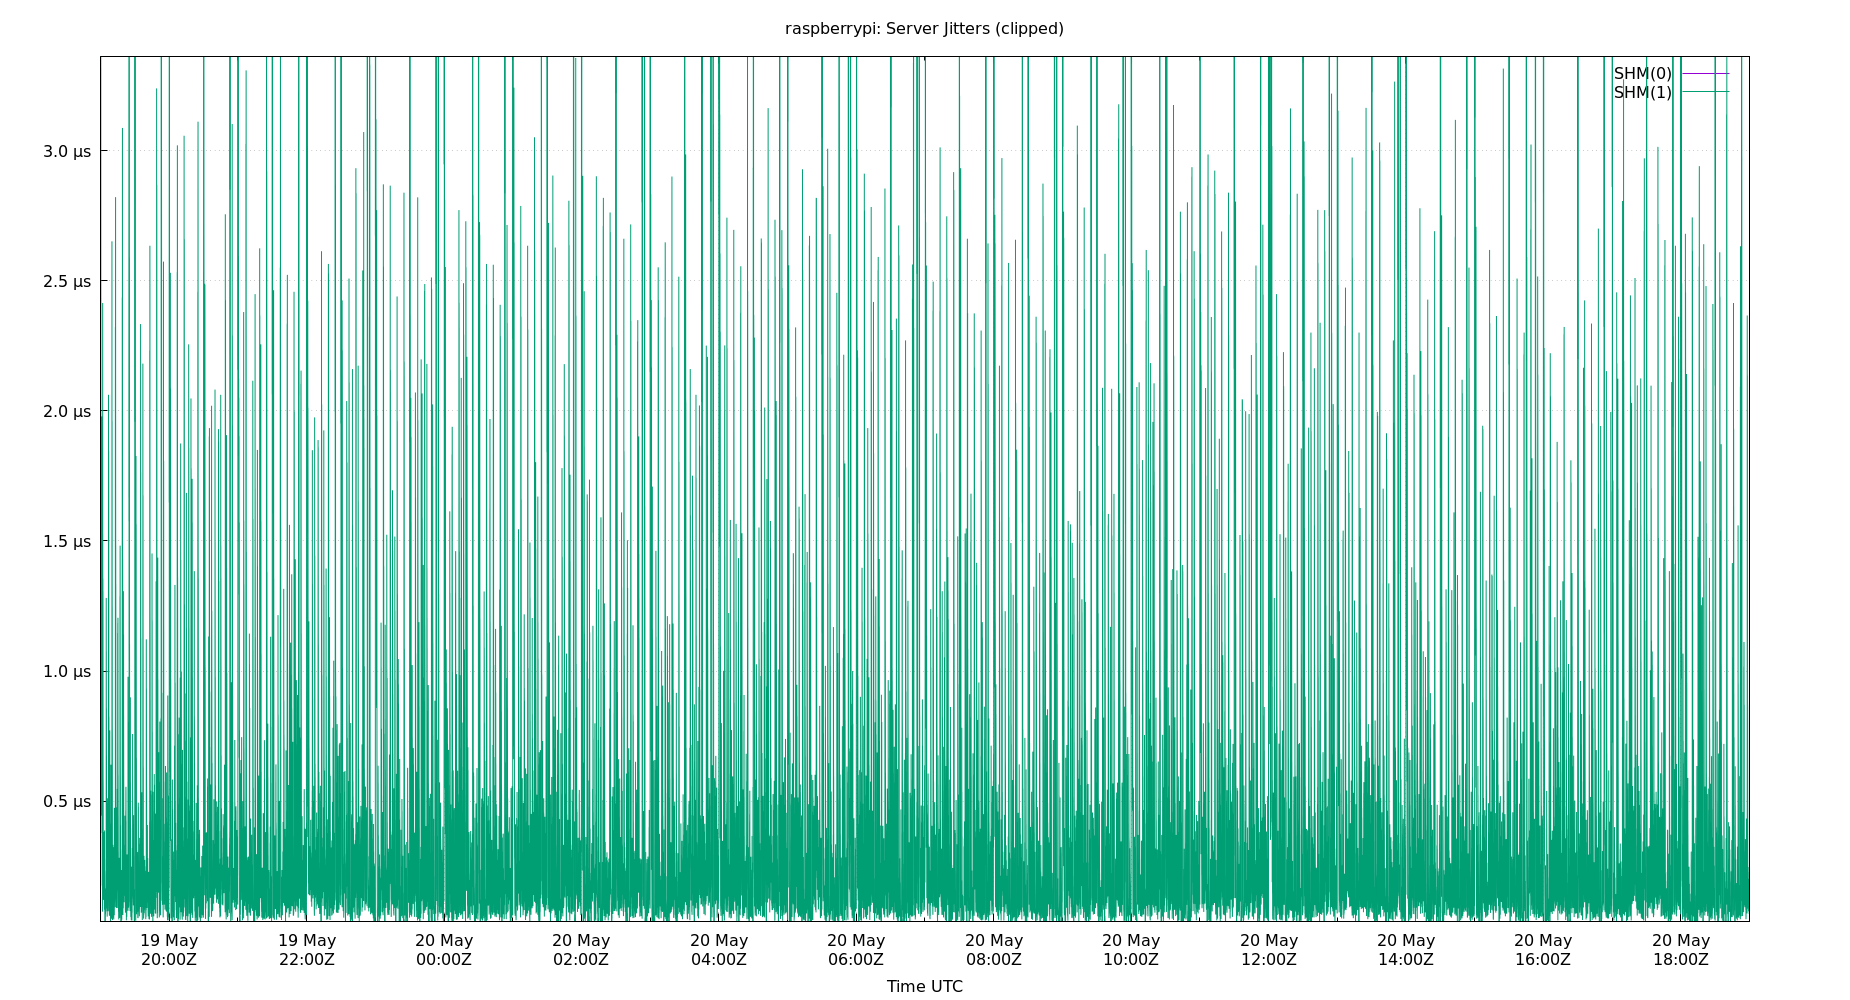 raspberrypi: Server Jitters (clipped)
SHM(0)
SHM(1)
3.0 µs
2.5 µs
2.0 µs
1.5 µs
1.0 µs
0.5 µs
19 May 19 May 20 May 20 May 20 May 20 May 20 May 20 May 20 May 20 May 20 May 20 May
20:00Z 22:00Z 00:00Z 02:00Z 04:00Z 06:00Z 08:00Z 10:00Z 12:00Z 14:00Z 16:00Z 18:00Z
Time UTC